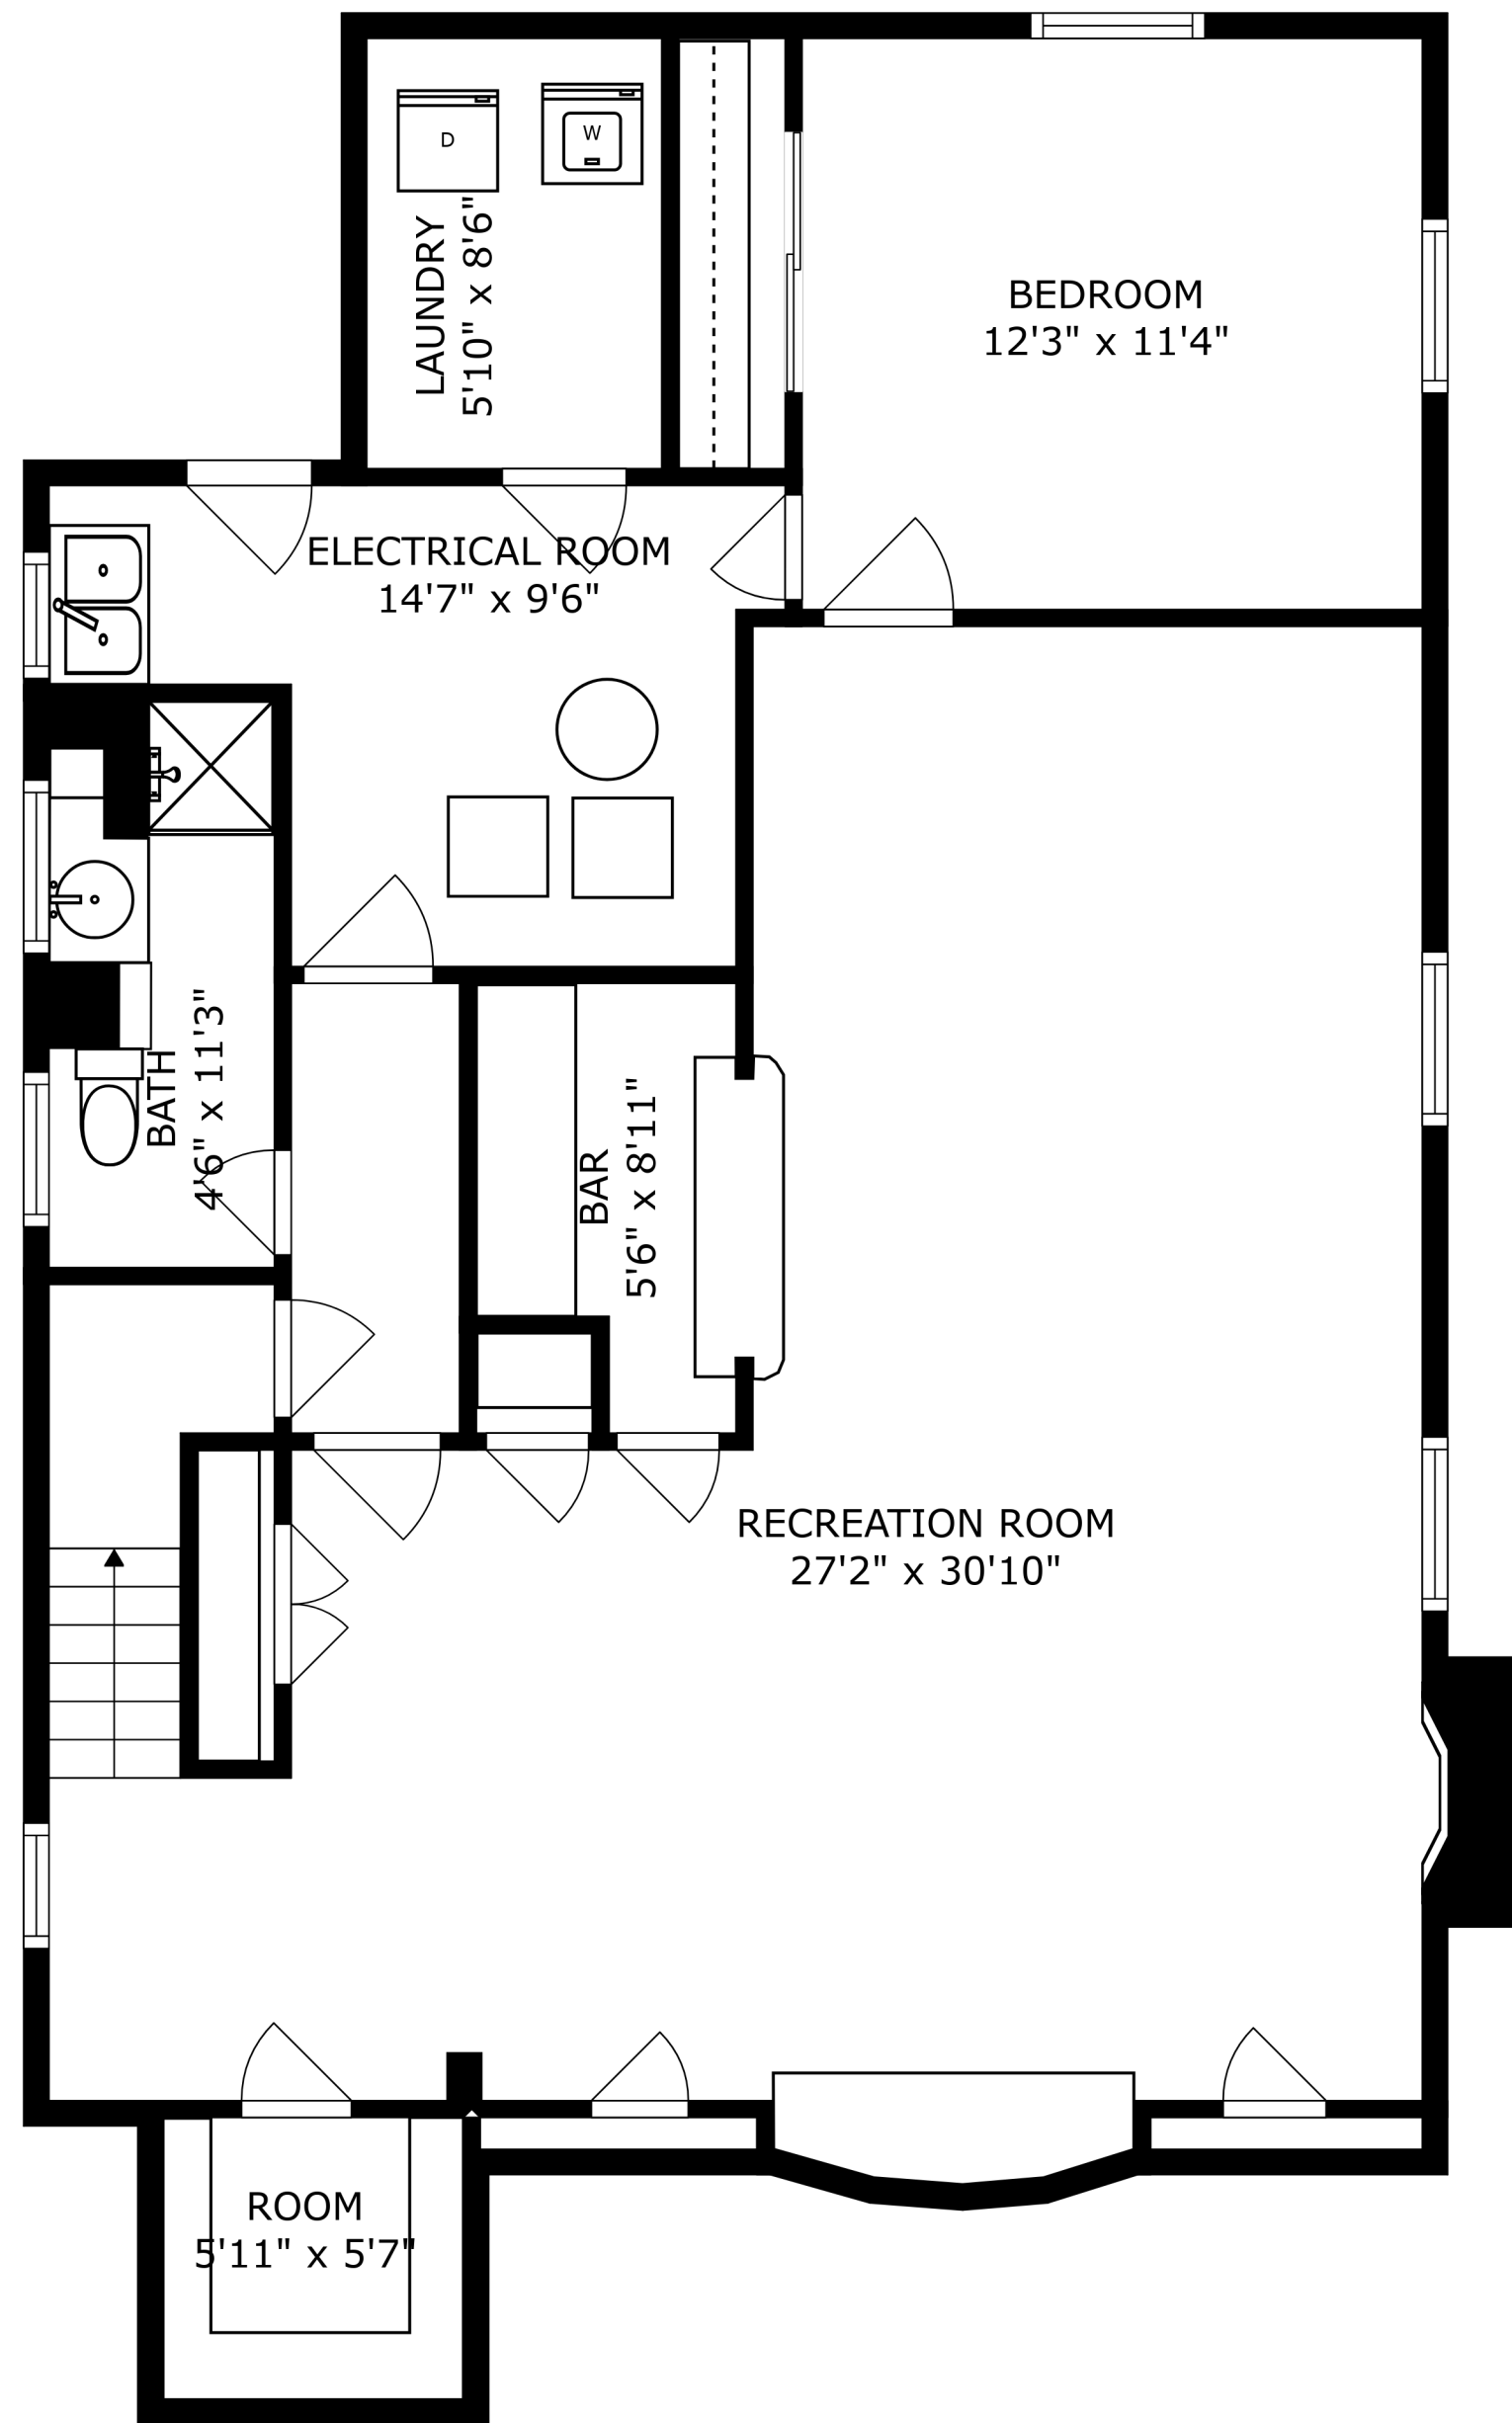 D
W
LAUNDRY
5'10" x 8'6"
BEDROOM
12'3" x 11'4"
ELECTRICAL ROOM
14'7" x 9'6"
BATH
4'6" x 11'3"
BAR
5'6" x 8'11"
RECREATION ROOM
27'2" x 30'10"
ROOM
5'11" x 5'7"